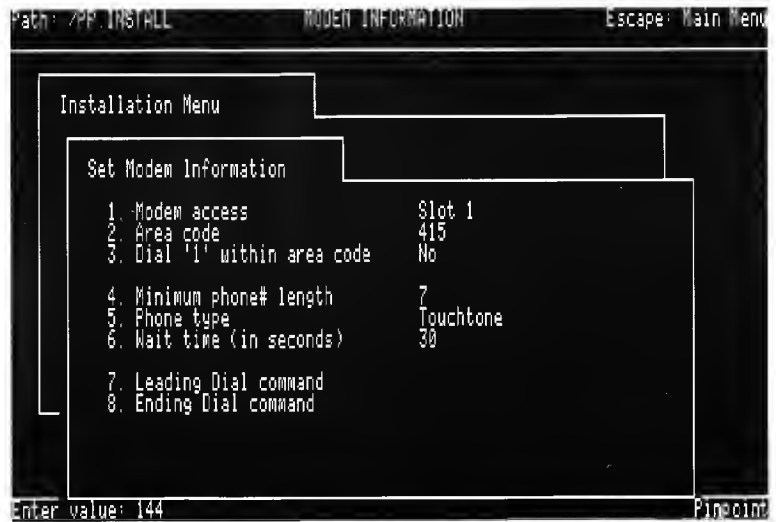 Path: /PP.INSTALL MODEM INFORMATION Escape: Main Menu
Installation Menu
Set Modem Information
1. Modem access Slot 1
2. Area code 415
3. Dial '1' within area code No
4. Minimum phone# length 7
5. Phone type Touchtone
6. Wait time (in seconds) 30
7. Leading Dial command
8. Ending Dial command
Enter value: 144 Pinpoint